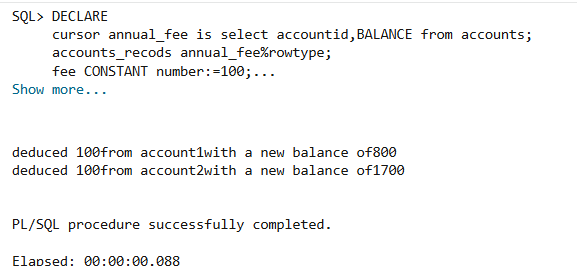 SQL> DECLARE
cursor annual_fee is select accountid,BALANCE from accounts;
accounts_recods annual_fee%rowtype;
fee CONSTANT number:=100;...
Show more...
deduced 100from account1with a new balance of800
deduced 100from account2with a new balance of1700
PL/SQL procedure successfully completed.
Elapsed: 00:00:00.088